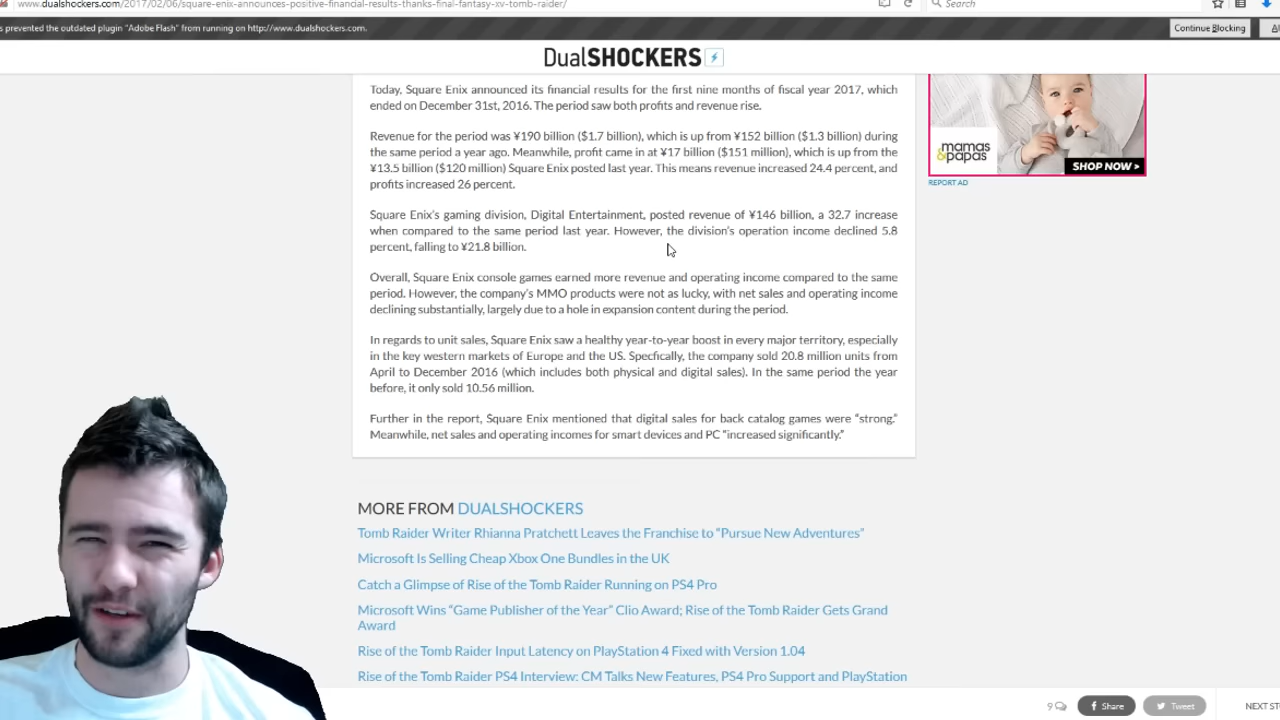 www.dualshockers.com/2017/02/06/square-enix-announces-positive-financial-results-thanks-final-fantasy-xv-tomb-raider/
Search
s prevented the outdated plugin "Adobe Flash" from running on http://www.dualshockers.com.
Continue Blocking
DualSHOCKERS
Today, Square Enix announced its financial results for the first nine months of fiscal year 2017, which
ended on December 31st, 2016. The period saw both profits and revenue rise.
Revenue for the period was ¥190 billion ($1.7 billion), which is up from ¥152 billion ($1.3 billion) during
the same period a year ago. Meanwhile, profit came in at ¥17 billion ($151 million), which is up from the
¥13.5 billion ($120 million) Square Enix posted last year. This means revenue increased 24.4 percent, and
profits increased 26 percent.
Square Enix's gaming division, Digital Entertainment, posted revenue of ¥146 billion, a 32.7 increase
when compared to the same period last year. However, the division's operation income declined 5.8
percent, falling to ¥21.8 billion.
Overall, Square Enix console games earned more revenue and operating income compared to the same
period. However, the company's MMO products were not as lucky, with net sales and operating income
declining substantially, largely due to a hole in expansion content during the period.
In regards to unit sales, Square Enix saw a healthy year-to-year boost in every major territory, especially
in the key western markets of Europe and the US. Specfically, the company sold 20.8 million units from
April to December 2016 (which includes both physical and digital sales). In the same period the year
before, it only sold 10.56 million.
Further in the report, Square Enix mentioned that digital sales for back catalog games were "strong."
Meanwhile, net sales and operating incomes for smart devices and PC "increased significantly."
mamas
&papas
SHOP NOW >
REPORT AD
MORE FROM DUALSHOCKERS
Tomb Raider Writer Rhianna Pratchett Leaves the Franchise to "Pursue New Adventures"
Microsoft Is Selling Cheap Xbox One Bundles in the UK
Catch a Glimpse of Rise of the Tomb Raider Running on PS4 Pro
Microsoft Wins "Game Publisher of the Year" Clio Award; Rise of the Tomb Raider Gets Grand
Award
Rise of the Tomb Raider Input Latency on PlayStation 4 Fixed with Version 1.04
Rise of the Tomb Raider PS4 Interview: CM Talks New Features, PS4 Pro Support and PlayStation
9
Share
Tweet
NEXT ST